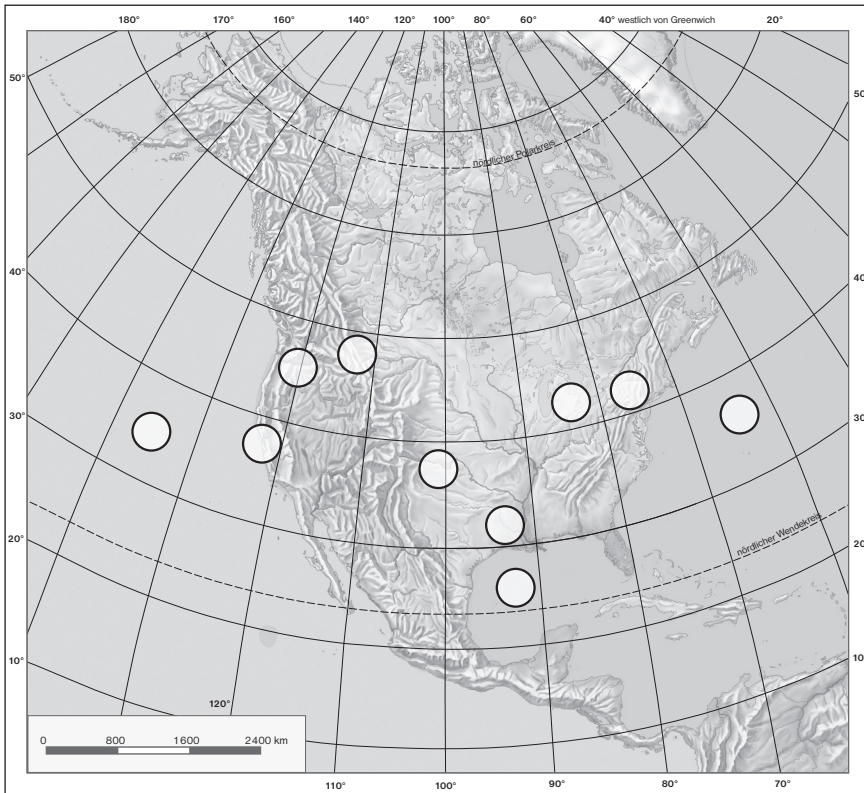 180° 170° 160° 140° 120° 100° 80° 60° 40° westlich von Greenwich 20°
50° 50
nördlicher Polarkreis
40° 40
30° 30
nördlicher Wendekreis
20° 20
10° 10
120°
0 800 1600 2400 km
110° 100° 90° 80° 70°